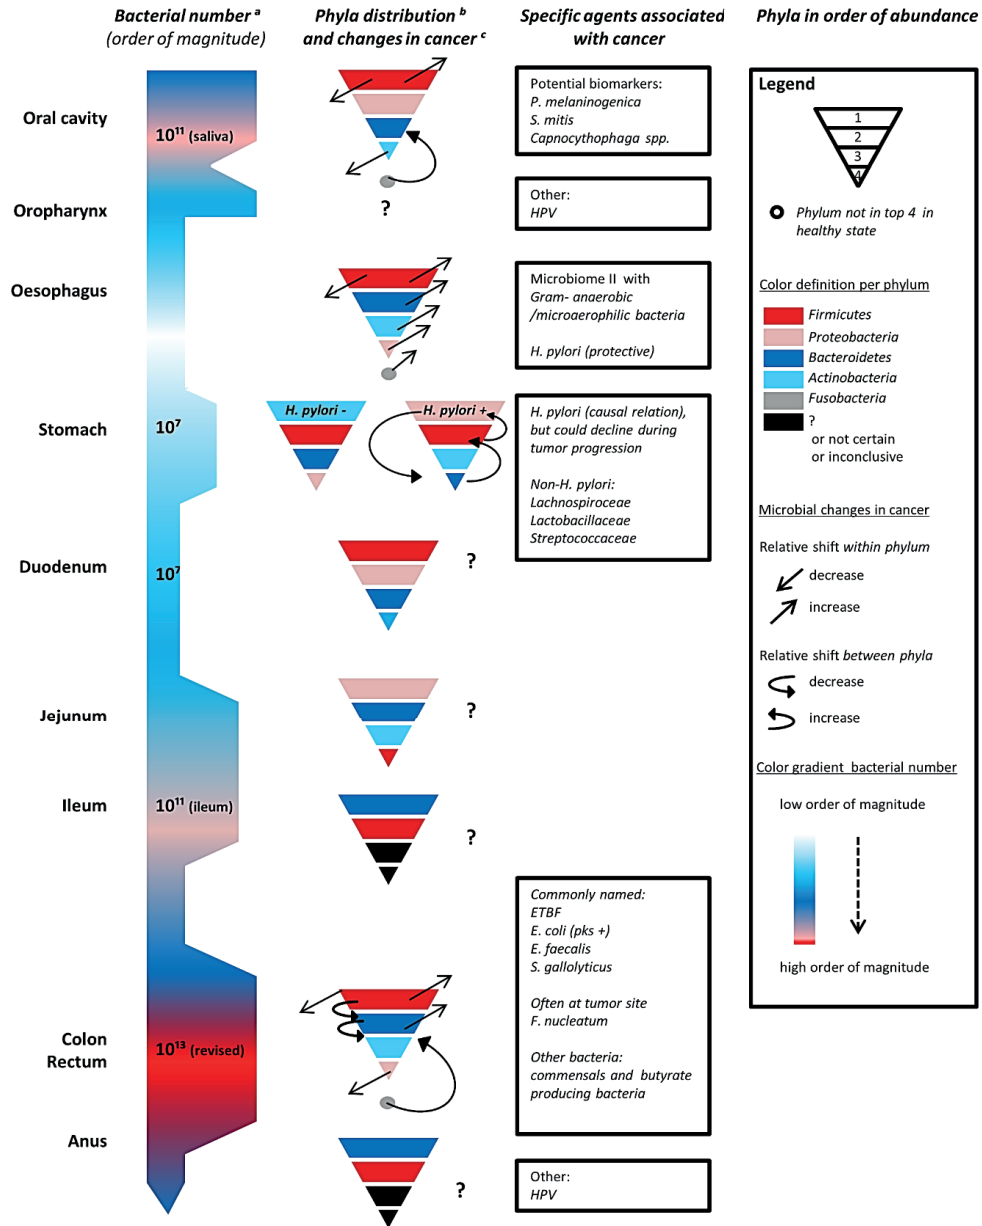 Bacterial number ᵃ
(order of magnitude)
Phyla distribution ᵇ
and changes in cancer ᶜ
Specific agents associated
with cancer
Phyla in order of abundance
Oral cavity
10¹¹ (saliva)
Potential biomarkers:
P. melaninogenica
S. mitis
Capnocythophaga spp.
Oropharynx
?
Other:
HPV
Oesophagus
Microbiome II with
Gram- anaerobic
/microaerophilic bacteria
H. pylori (protective)
Stomach
10⁷
H. pylori -
H. pylori +
H. pylori (causal relation),
but could decline during
tumor progression
Non-H. pylori:
Lachnospiroceae
Lactobacillaceae
Streptococcaceae
Duodenum
10⁷
?
Jejunum
?
Ileum
10¹¹ (ileum)
?
Commonly named:
ETBF
E. coli (pks +)
E. faecalis
S. gallolyticus
Often at tumor site
F. nucleatum
Other bacteria:
commensals and butyrate
producing bacteria
Colon
Rectum
10¹³ (revised)
Anus
?
Other:
HPV
Legend
1
2
3
4
Phylum not in top 4 in
healthy state
Color definition per phylum
Firmicutes
Proteobacteria
Bacteroidetes
Actinobacteria
Fusobacteria
?
or not certain
or inconclusive
Microbial changes in cancer
Relative shift within phylum
decrease
increase
Relative shift between phyla
decrease
increase
Color gradient bacterial number
low order of magnitude
high order of magnitude